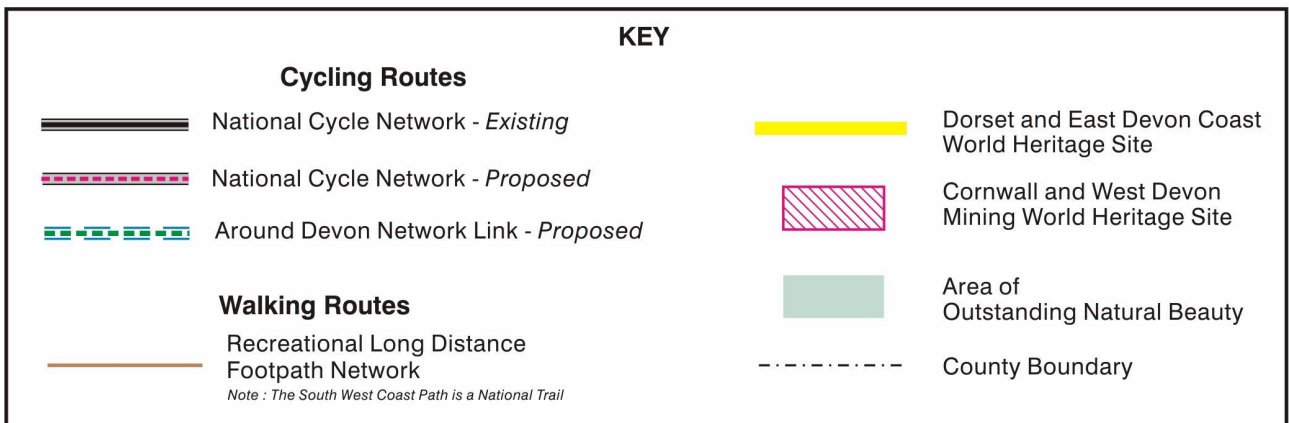 KEY
Cycling Routes
National Cycle Network - Existing
National Cycle Network - Proposed
Around Devon Network Link - Proposed
Walking Routes
Recreational Long Distance
Footpath Network
Note : The South West Coast Path is a National Trail
Dorset and East Devon Coast
World Heritage Site
Cornwall and West Devon
Mining World Heritage Site
Area of
Outstanding Natural Beauty
County Boundary